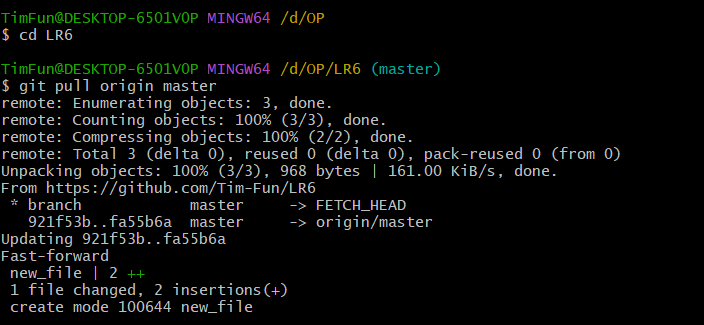 TimFun@DESKTOP-6501V0P MINGW64 /d/OP
$ cd LR6
TimFun@DESKTOP-6501V0P MINGW64 /d/OP/LR6 (master)
$ git pull origin master
remote: Enumerating objects: 3, done.
remote: Counting objects: 100% (3/3), done.
remote: Compressing objects: 100% (2/2), done.
remote: Total 3 (delta 0), reused 0 (delta 0), pack-reused 0 (from 0)
Unpacking objects: 100% (3/3), 968 bytes | 161.00 KiB/s, done.
From https://github.com/Tim-Fun/LR6
 * branch            master     -> FETCH_HEAD
   921f53b..fa55b6a  master     -> origin/master
Updating 921f53b..fa55b6a
Fast-forward
 new_file | 2 ++
 1 file changed, 2 insertions(+)
 create mode 100644 new_file